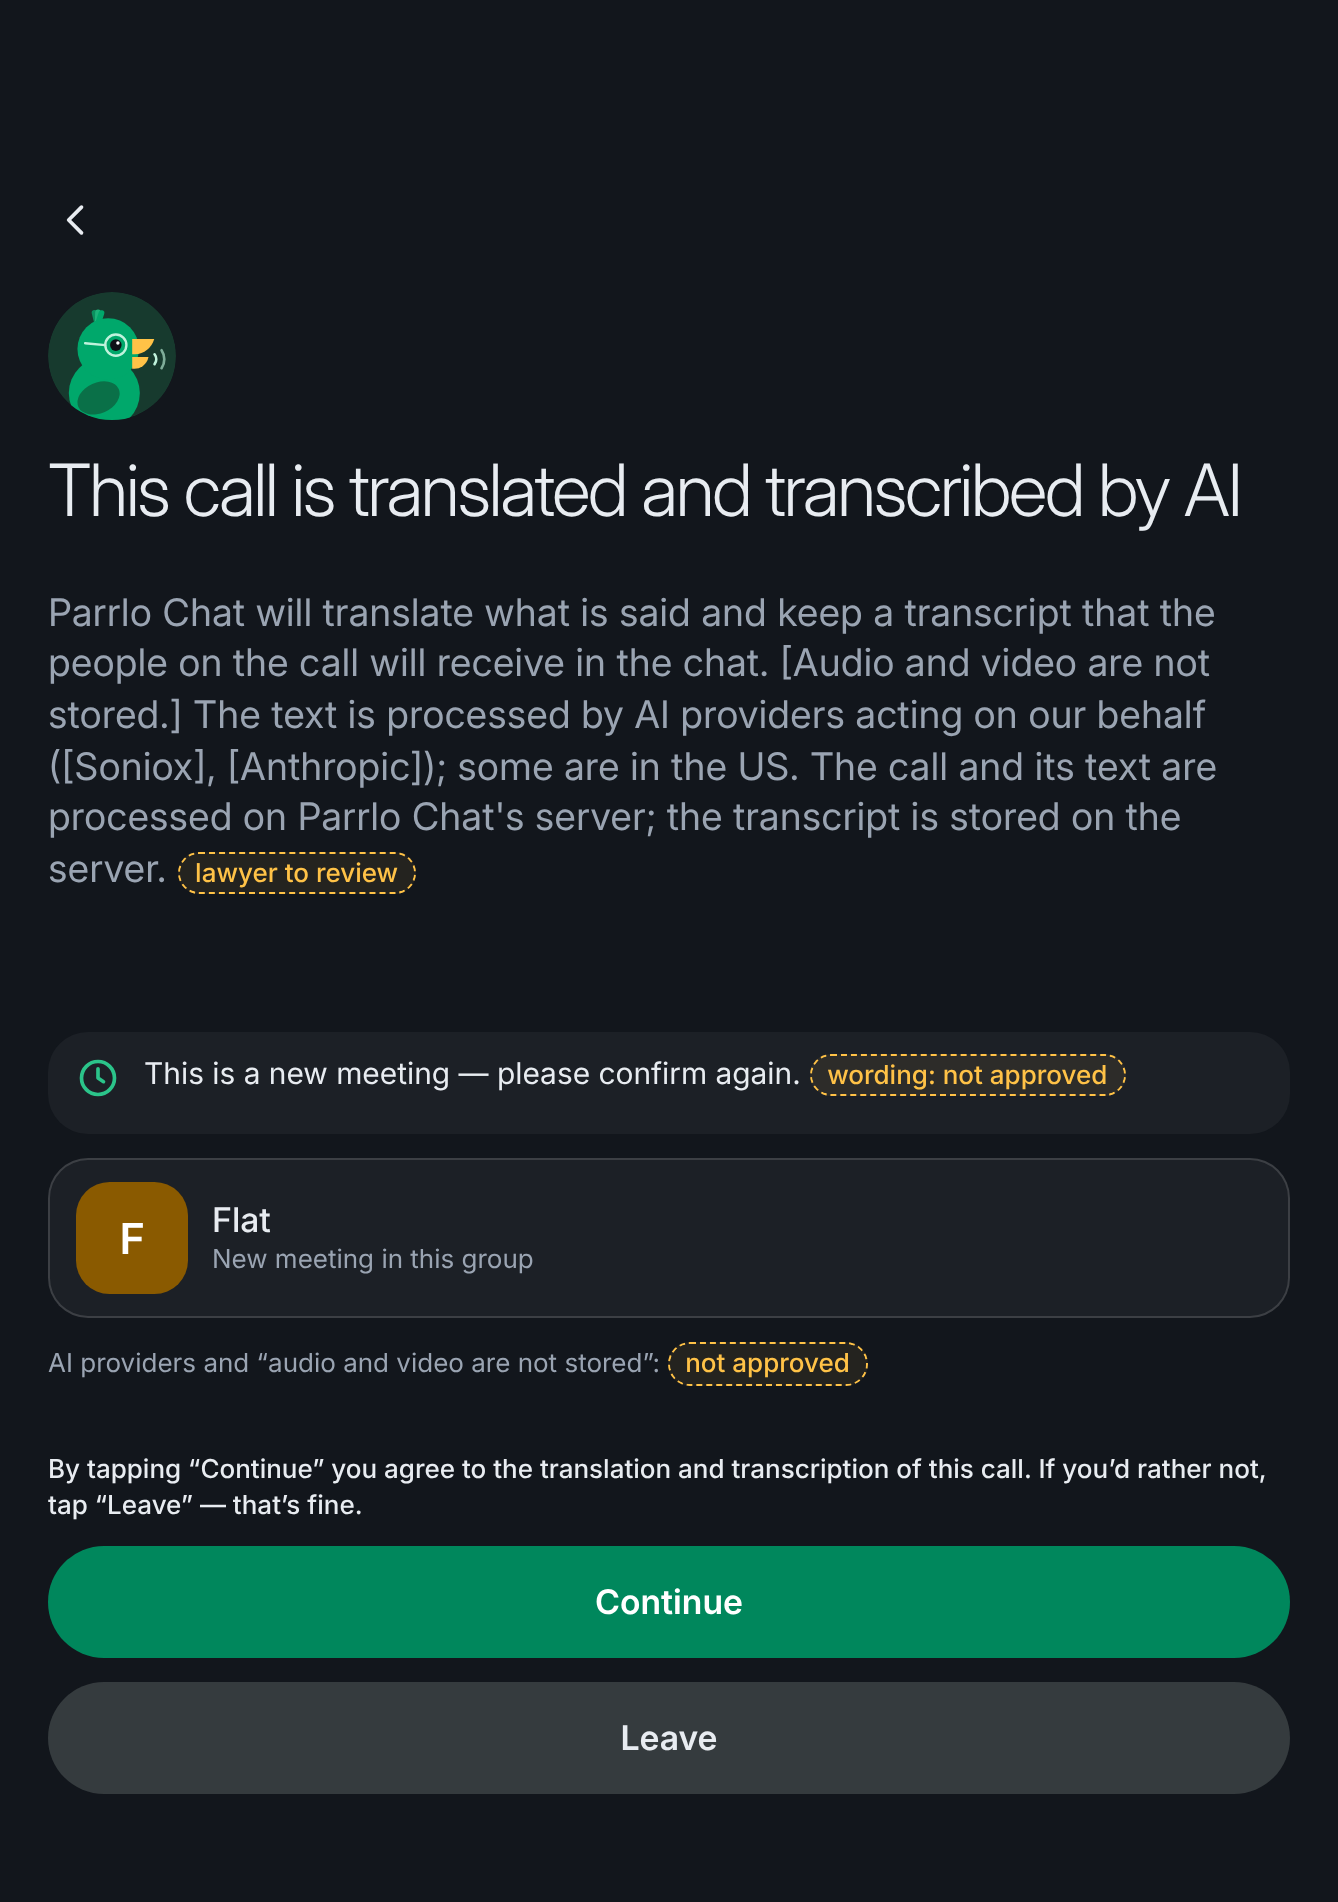 This call is translated and transcribed by AI
Parrlo Chat will translate what is said and keep a transcript that the
people on the call will receive in the chat. [Audio and video are not
stored.] The text is processed by AI providers acting on our behalf
([Soniox], [Anthropic]); some are in the US. The call and its text are
processed on Parrlo Chat's server; the transcript is stored on the
server. lawyer to review
This is a new meeting — please confirm again. wording: not approved
F
Flat
New meeting in this group
AI providers and “audio and video are not stored”: not approved
By tapping “Continue” you agree to the translation and transcription of this call. If you’d rather not,
tap “Leave” — that’s fine.
Continue
Leave